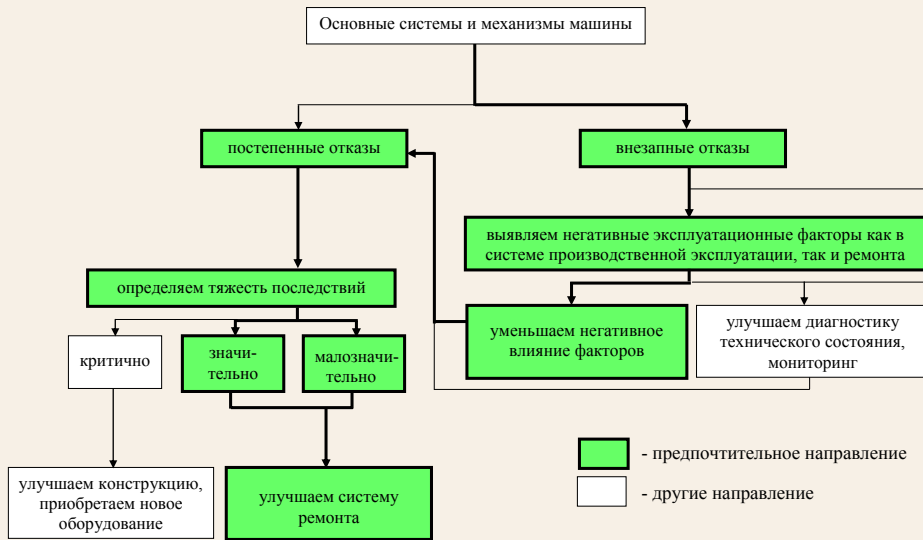 Основные системы и механизмы машины
постепенные отказы
внезапные отказы
выявляем негативные эксплуатационные факторы как в
системе производственной эксплуатации, так и ремонта
определяем тяжесть последствий
уменьшаем негативное
влияние факторов
улучшаем диагностику
технического состояния,
мониторинг
критично
значи-
тельно
малозначи-
тельно
улучшаем конструкцию,
приобретаем новое
оборудование
улучшаем систему
ремонта
- предпочтительное направление
- другие направление